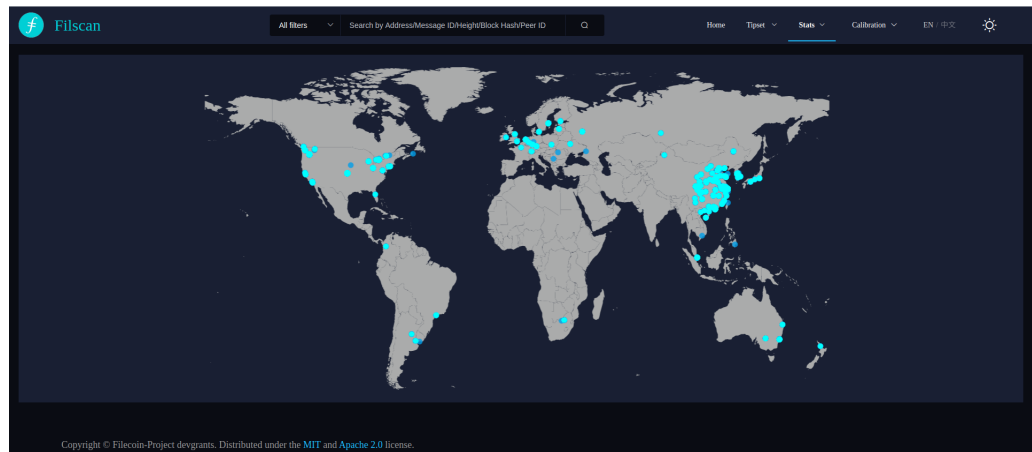 Filscan
All filters
Search by Address/Message ID/Height/Block Hash/Peer ID
Home Tipset Stats Calibration EN / 中文
Copyright © Filecoin-Project devgrants. Distributed under the MIT and Apache 2.0 license.